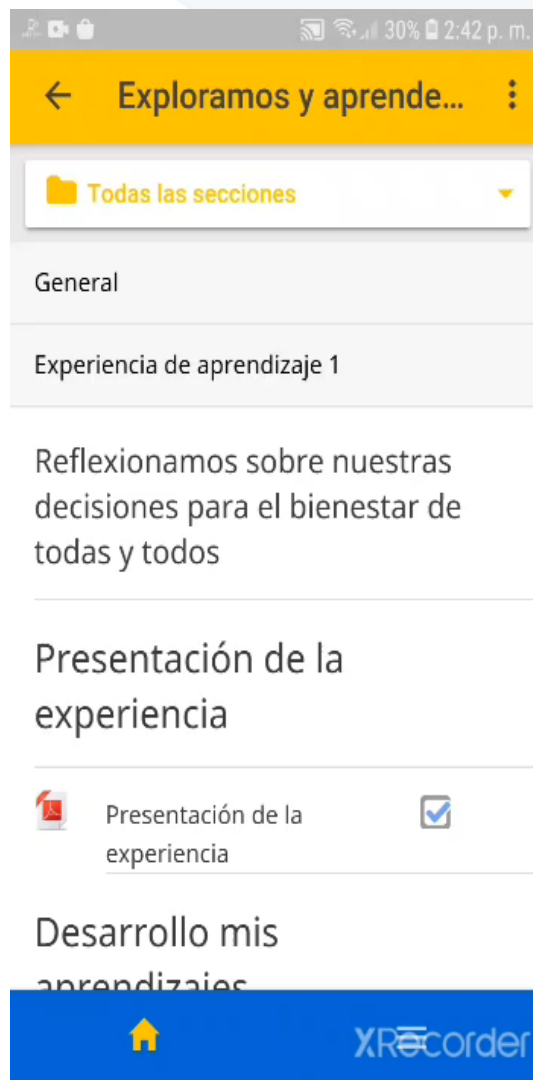 30% 2:42 p. m.
Exploramos y aprende...
Todas las secciones
General
Experiencia de aprendizaje 1
Reflexionamos sobre nuestras
decisiones para el bienestar de
todas y todos
Presentación de la
experiencia
Presentación de la
experiencia
Desarrollo mis
aprendizajes
XRecorder